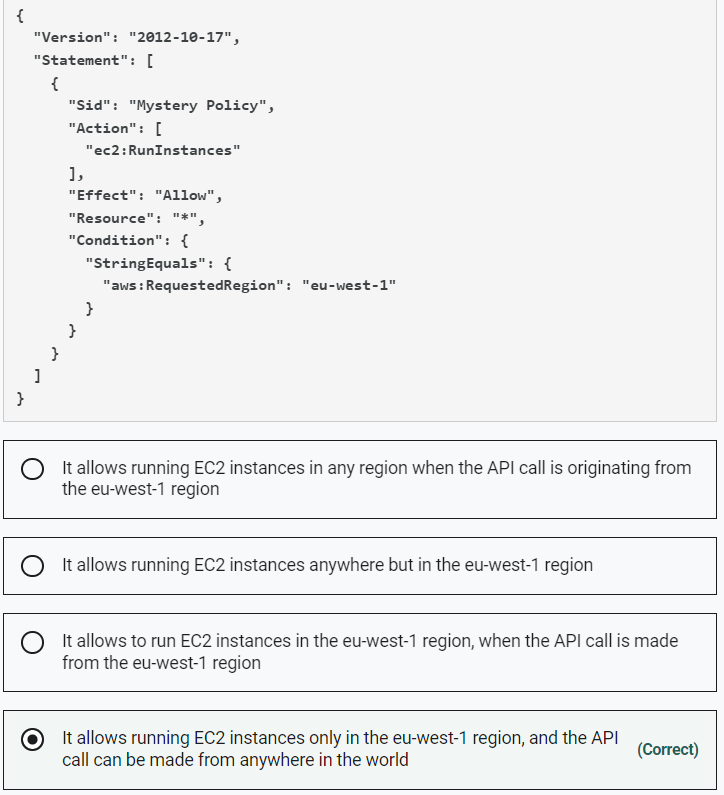 {
"Version": "2012-10-17",
"Statement": [
{
"Sid": "Mystery Policy",
"Action": [
"ec2:RunInstances"
],
"Effect": "Allow",
"Resource": "*",
"Condition": {
"StringEquals": {
"aws:RequestedRegion": "eu-west-1"
}
}
}
]
}
It allows running EC2 instances in any region when the API call is originating from
the eu-west-1 region
It allows running EC2 instances anywhere but in the eu-west-1 region
It allows to run EC2 instances in the eu-west-1 region, when the API call is made
from the eu-west-1 region
It allows running EC2 instances only in the eu-west-1 region, and the API
call can be made from anywhere in the world
(Correct)